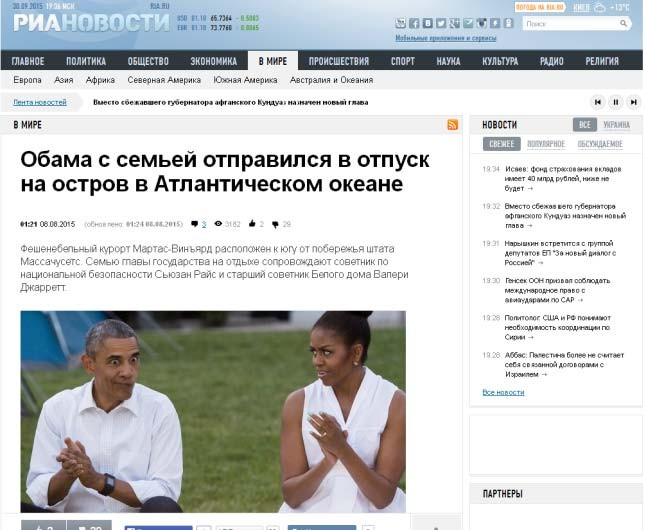 30.09.2015 19:36 МСК
RIA.RU
РИАНОВОСТИ
USD 01.10 65.7364 - 0.5083
EUR 01.10 73.7760 - 0.0065
ПОГОДА НА RIA.RU
КИЕВ
+13°C
Поиск
Мобильные приложения и сервисы
ГЛАВНОЕ ПОЛИТИКА ОБЩЕСТВО ЭКОНОМИКА В МИРЕ ПРОИСШЕСТВИЯ СПОРТ НАУКА КУЛЬТУРА РАДИО РЕЛИГИЯ
Европа Азия Африка Северная Америка Южная Америка Австралия и Океания
Лента новостей
Вместо сбежавшего губернатора афганского Кундуза назначен новый глава
В МИРЕ
Обама с семьей отправился в отпуск
на остров в Атлантическом океане
01:21 08.08.2015 (обновлено: 01:24 08.08.2015) 3 3182 2 29
Фешенебельный курорт Мартас-Винъярд расположен к югу от побережья штата
Массачусетс. Семью главы государства на отдыхе сопровождают советник по
национальной безопасности Сьюзан Райс и старший советник Белого дома Валери
Джарретт.
НОВОСТИ
ВСЕ
УКРАИНА
СВЕЖЕЕ ПОПУЛЯРНОЕ ОБСУЖДАЕМОЕ
19:34 Исаев: фонд страхования вкладов
имеет 40 млрд рублей, ниже не
будет →
19:32 Вместо сбежавшего губернатора
афганского Кундуза назначен новый
глава →
19:31 Нарышкин встретится с группой
депутатов ЕП "За новый диалог с
Россией" →
19:30 Генсек ООН призвал соблюдать
международное право с
авиаударами по САР →
19:28 Политолог: США и РФ понимают
необходимость координации по
Сирии →
19:28 Аббас: Палестина более не считает
себя связанной договорами с
Израилем →
Все новости
ПАРТНЕРЫ